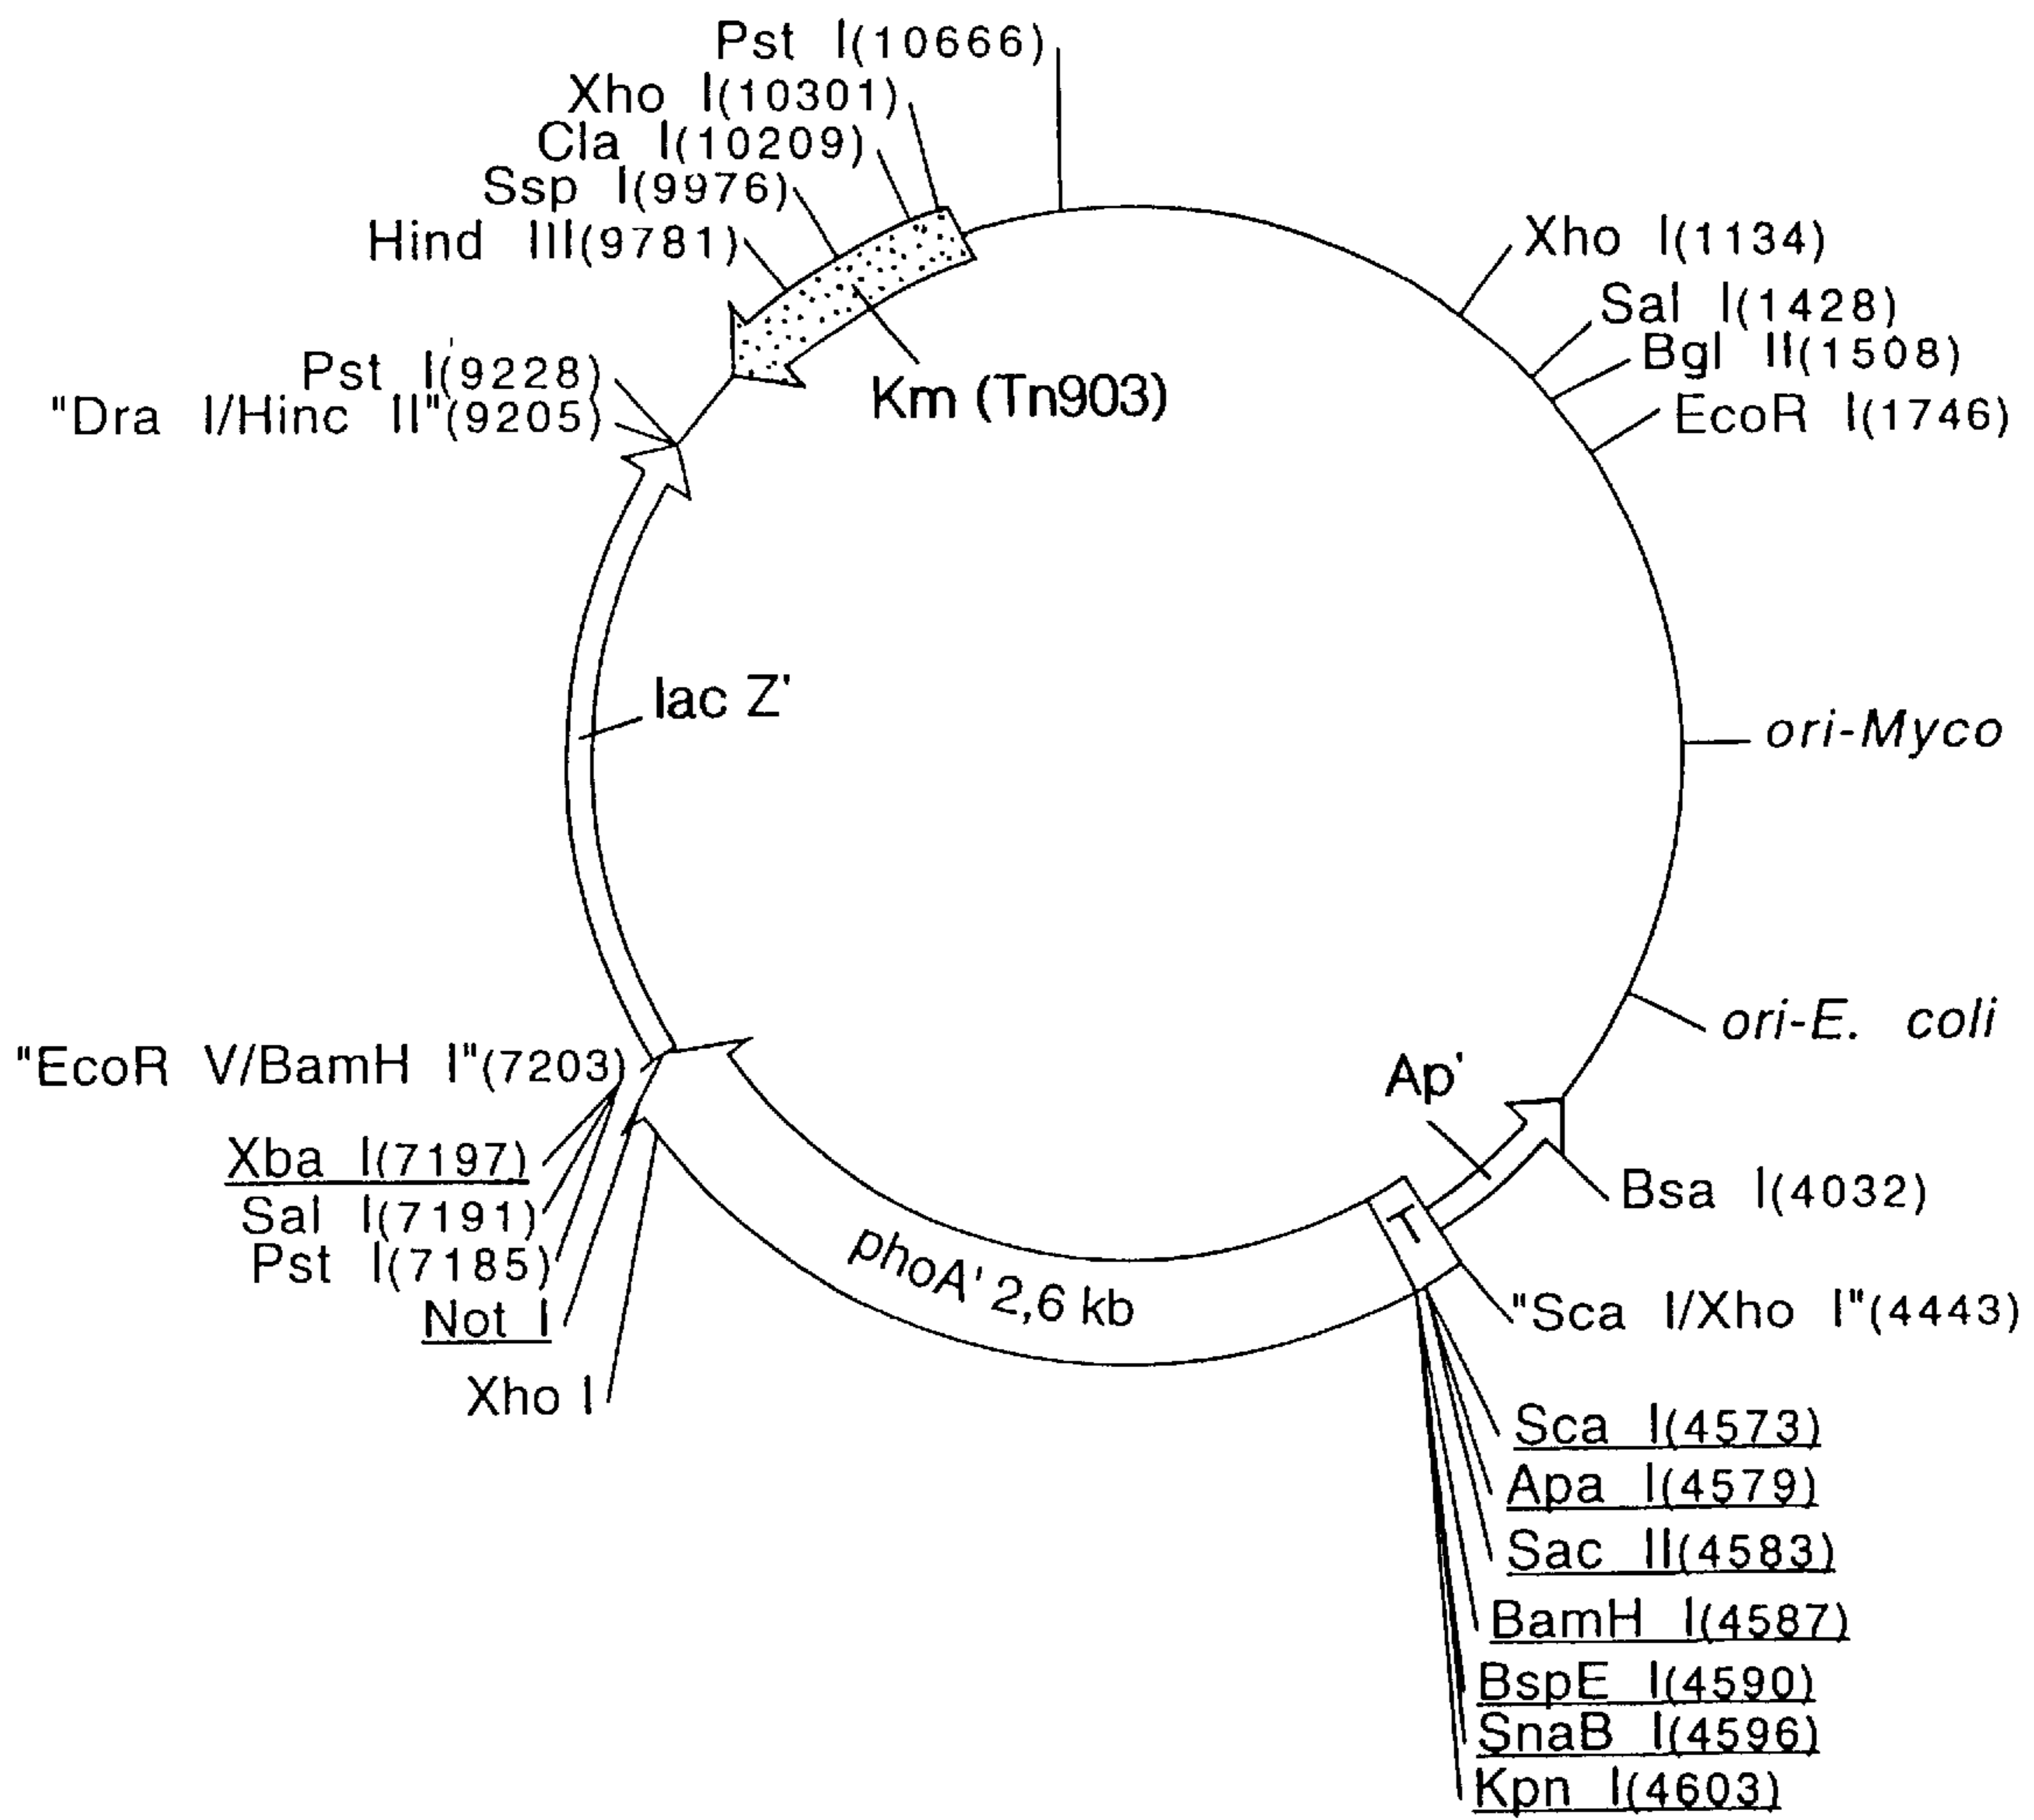 Pst I(10666)
Xho I(10301)
Cla I(10209)
Ssp I(9976)
Hind III(9781)
Pst I(9228)
"Dra I/Hinc II"(9205)
Km (Tn903)
Xho I(1134)
Sal I(1428)
Bgl II(1508)
EcoR I(1746)
lac Z'
ori-Myco
ori-E. coli
Ap'
Bsa I(4032)
T
"Sca I/Xho I"(4443)
"EcoR V/BamH I"(7203)
Xba I(7197)
Sal I(7191)
Pst I(7185)
Not I
Xho I
phoA' 2,6 kb
Sca I(4573)
Apa I(4579)
Sac II(4583)
BamH I(4587)
BspE I(4590)
SnaB I(4596)
Kpn I(4603)